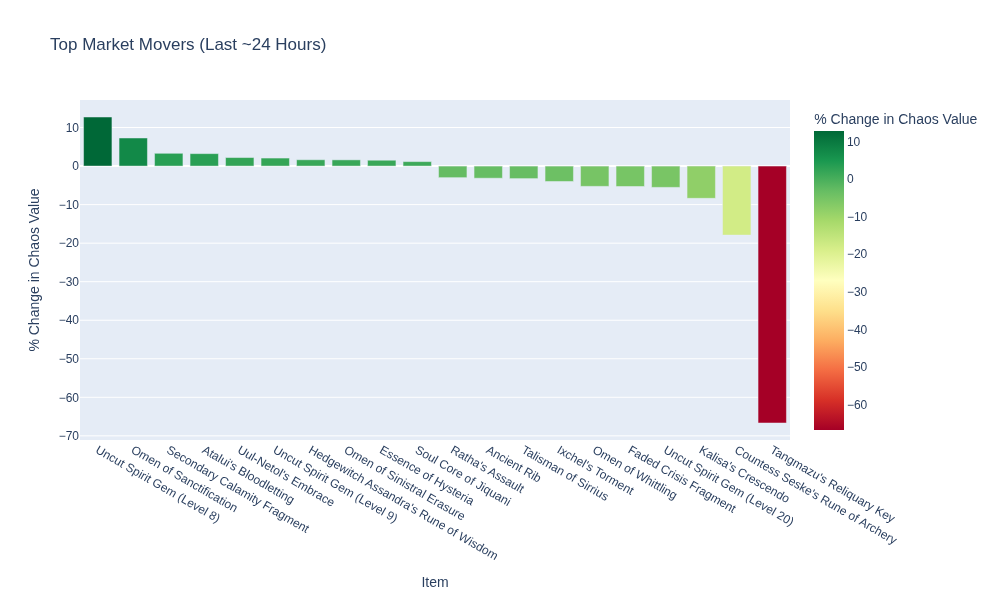 Top Market Movers (Last ~24 Hours)
% Change in Chaos Value
10
0
−10
−20
−30
−40
−50
−60
−70
% Change in Chaos Value
10
0
−10
−20
−30
−40
−50
−60
Uncut Spirit Gem (Level 8)
Omen of Sanctification
Secondary Calamity Fragment
Atalui's Bloodletting
Uul-Netol's Embrace
Uncut Spirit Gem (Level 9)
Hedgewitch Assandra's Rune of Wisdom
Omen of Sinistral Erasure
Essence of Hysteria
Soul Core of Jiquani
Ratha's Assault
Ancient Rib
Talisman of Sirrius
Ixchel's Torment
Omen of Whittling
Faded Crisis Fragment
Uncut Spirit Gem (Level 20)
Kalisa's Crescendo
Countess Seske's Rune of Archery
Tangmazu's Reliquary Key
Item